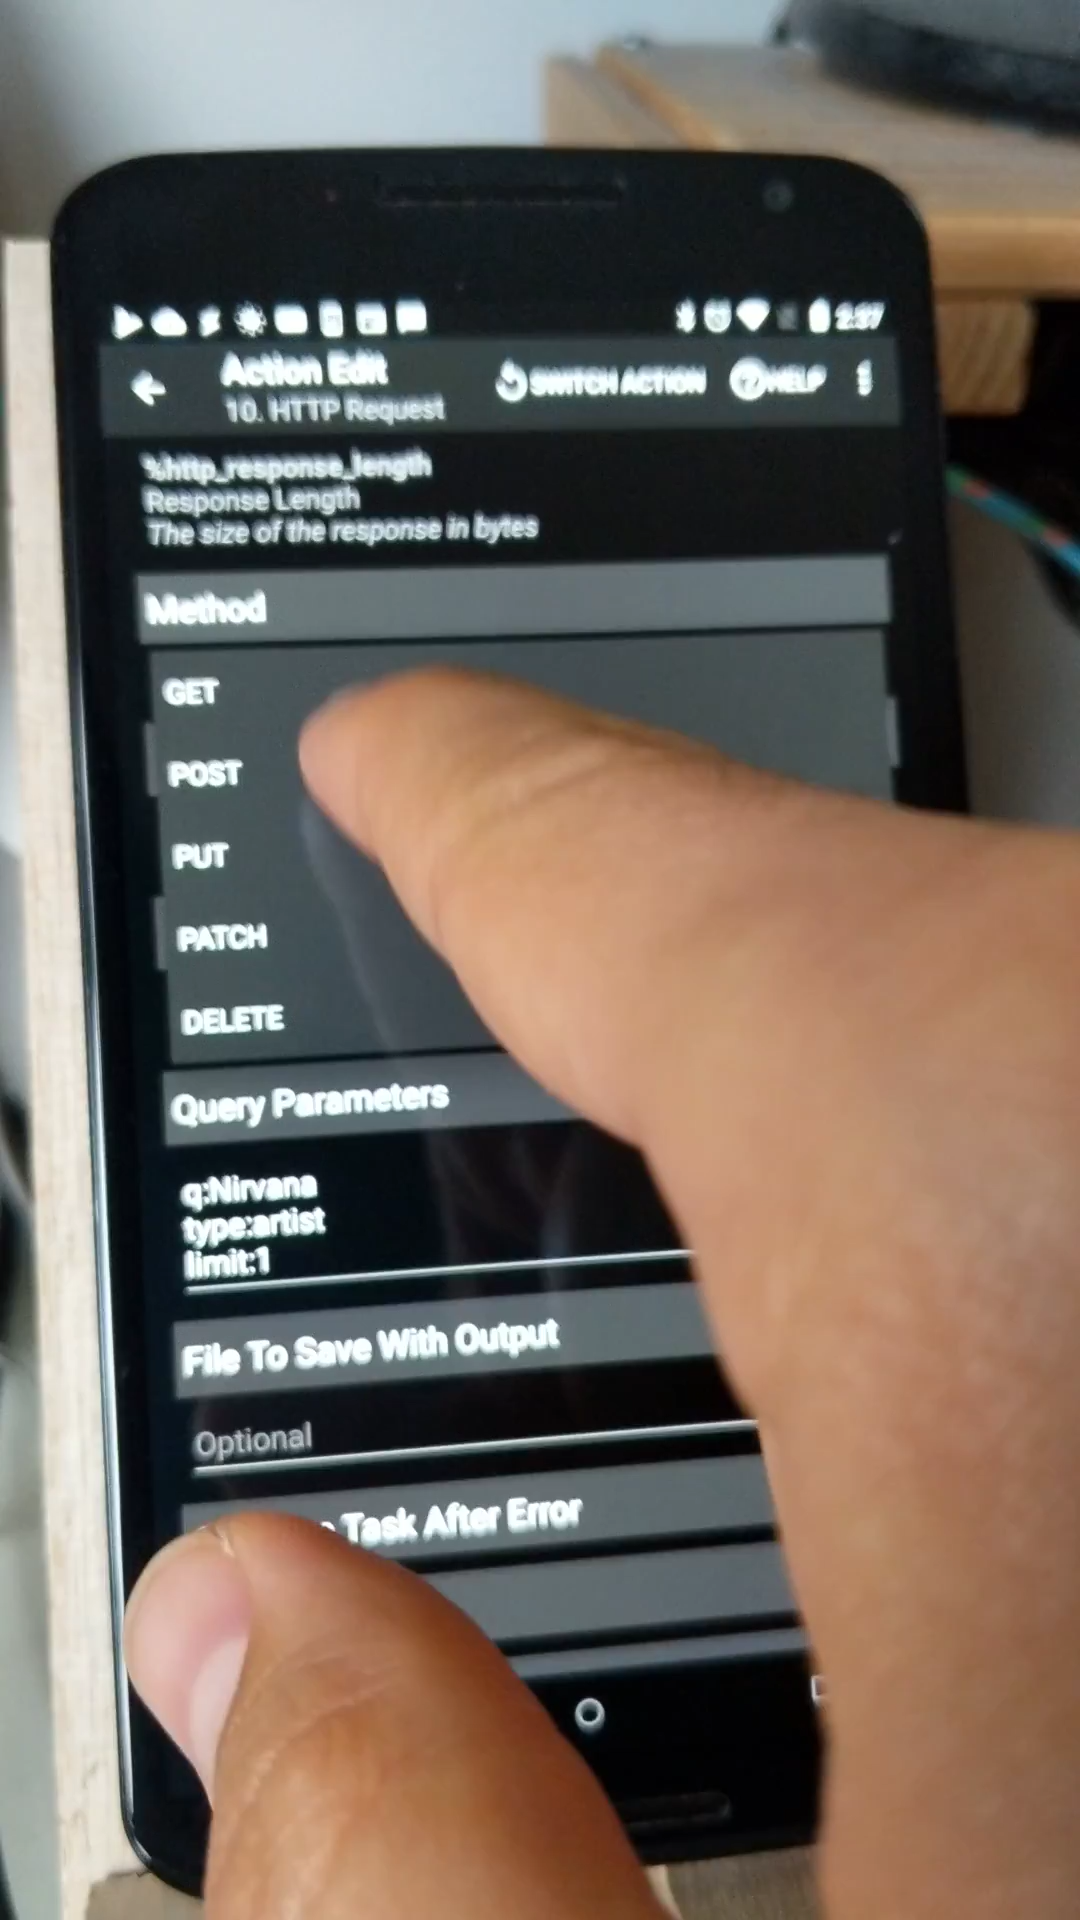 2:37
Action Edit
SWITCH ACTION
HELP
10. HTTP Request
%http_response_length
Response Length
The size of the response in bytes
Method
GET
POST
PUT
PATCH
DELETE
Query Parameters
q:Nirvana
type:artist
limit:1
File To Save With Output
Optional
Task After Error